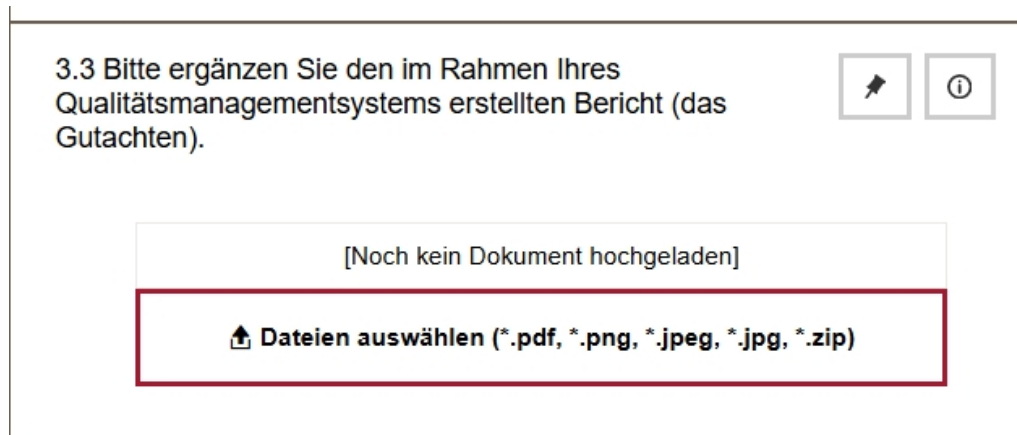 3.3 Bitte ergänzen Sie den im Rahmen Ihres
Qualitätsmanagementsystems erstellten Bericht (das
Gutachten).
[Noch kein Dokument hochgeladen]
Dateien auswählen (*.pdf, *.png, *.jpeg, *.jpg, *.zip)